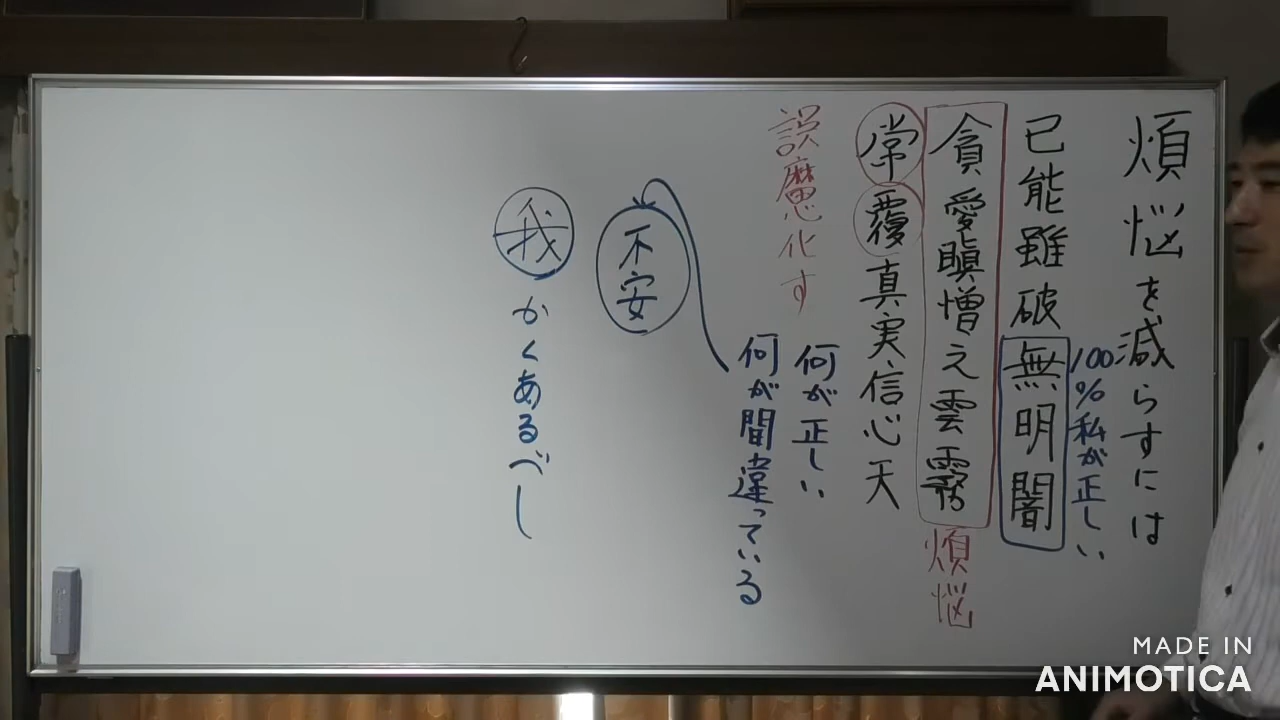 煩悩を減らすには
100%私が正しい
已能雖破無明闇
貪愛瞋憎之雲霧
煩悩
常覆真実信心天
誤魔化す
何が正しい
何が間違っている
不安
我
かくあるべし
MADE IN
ANIMOTICA